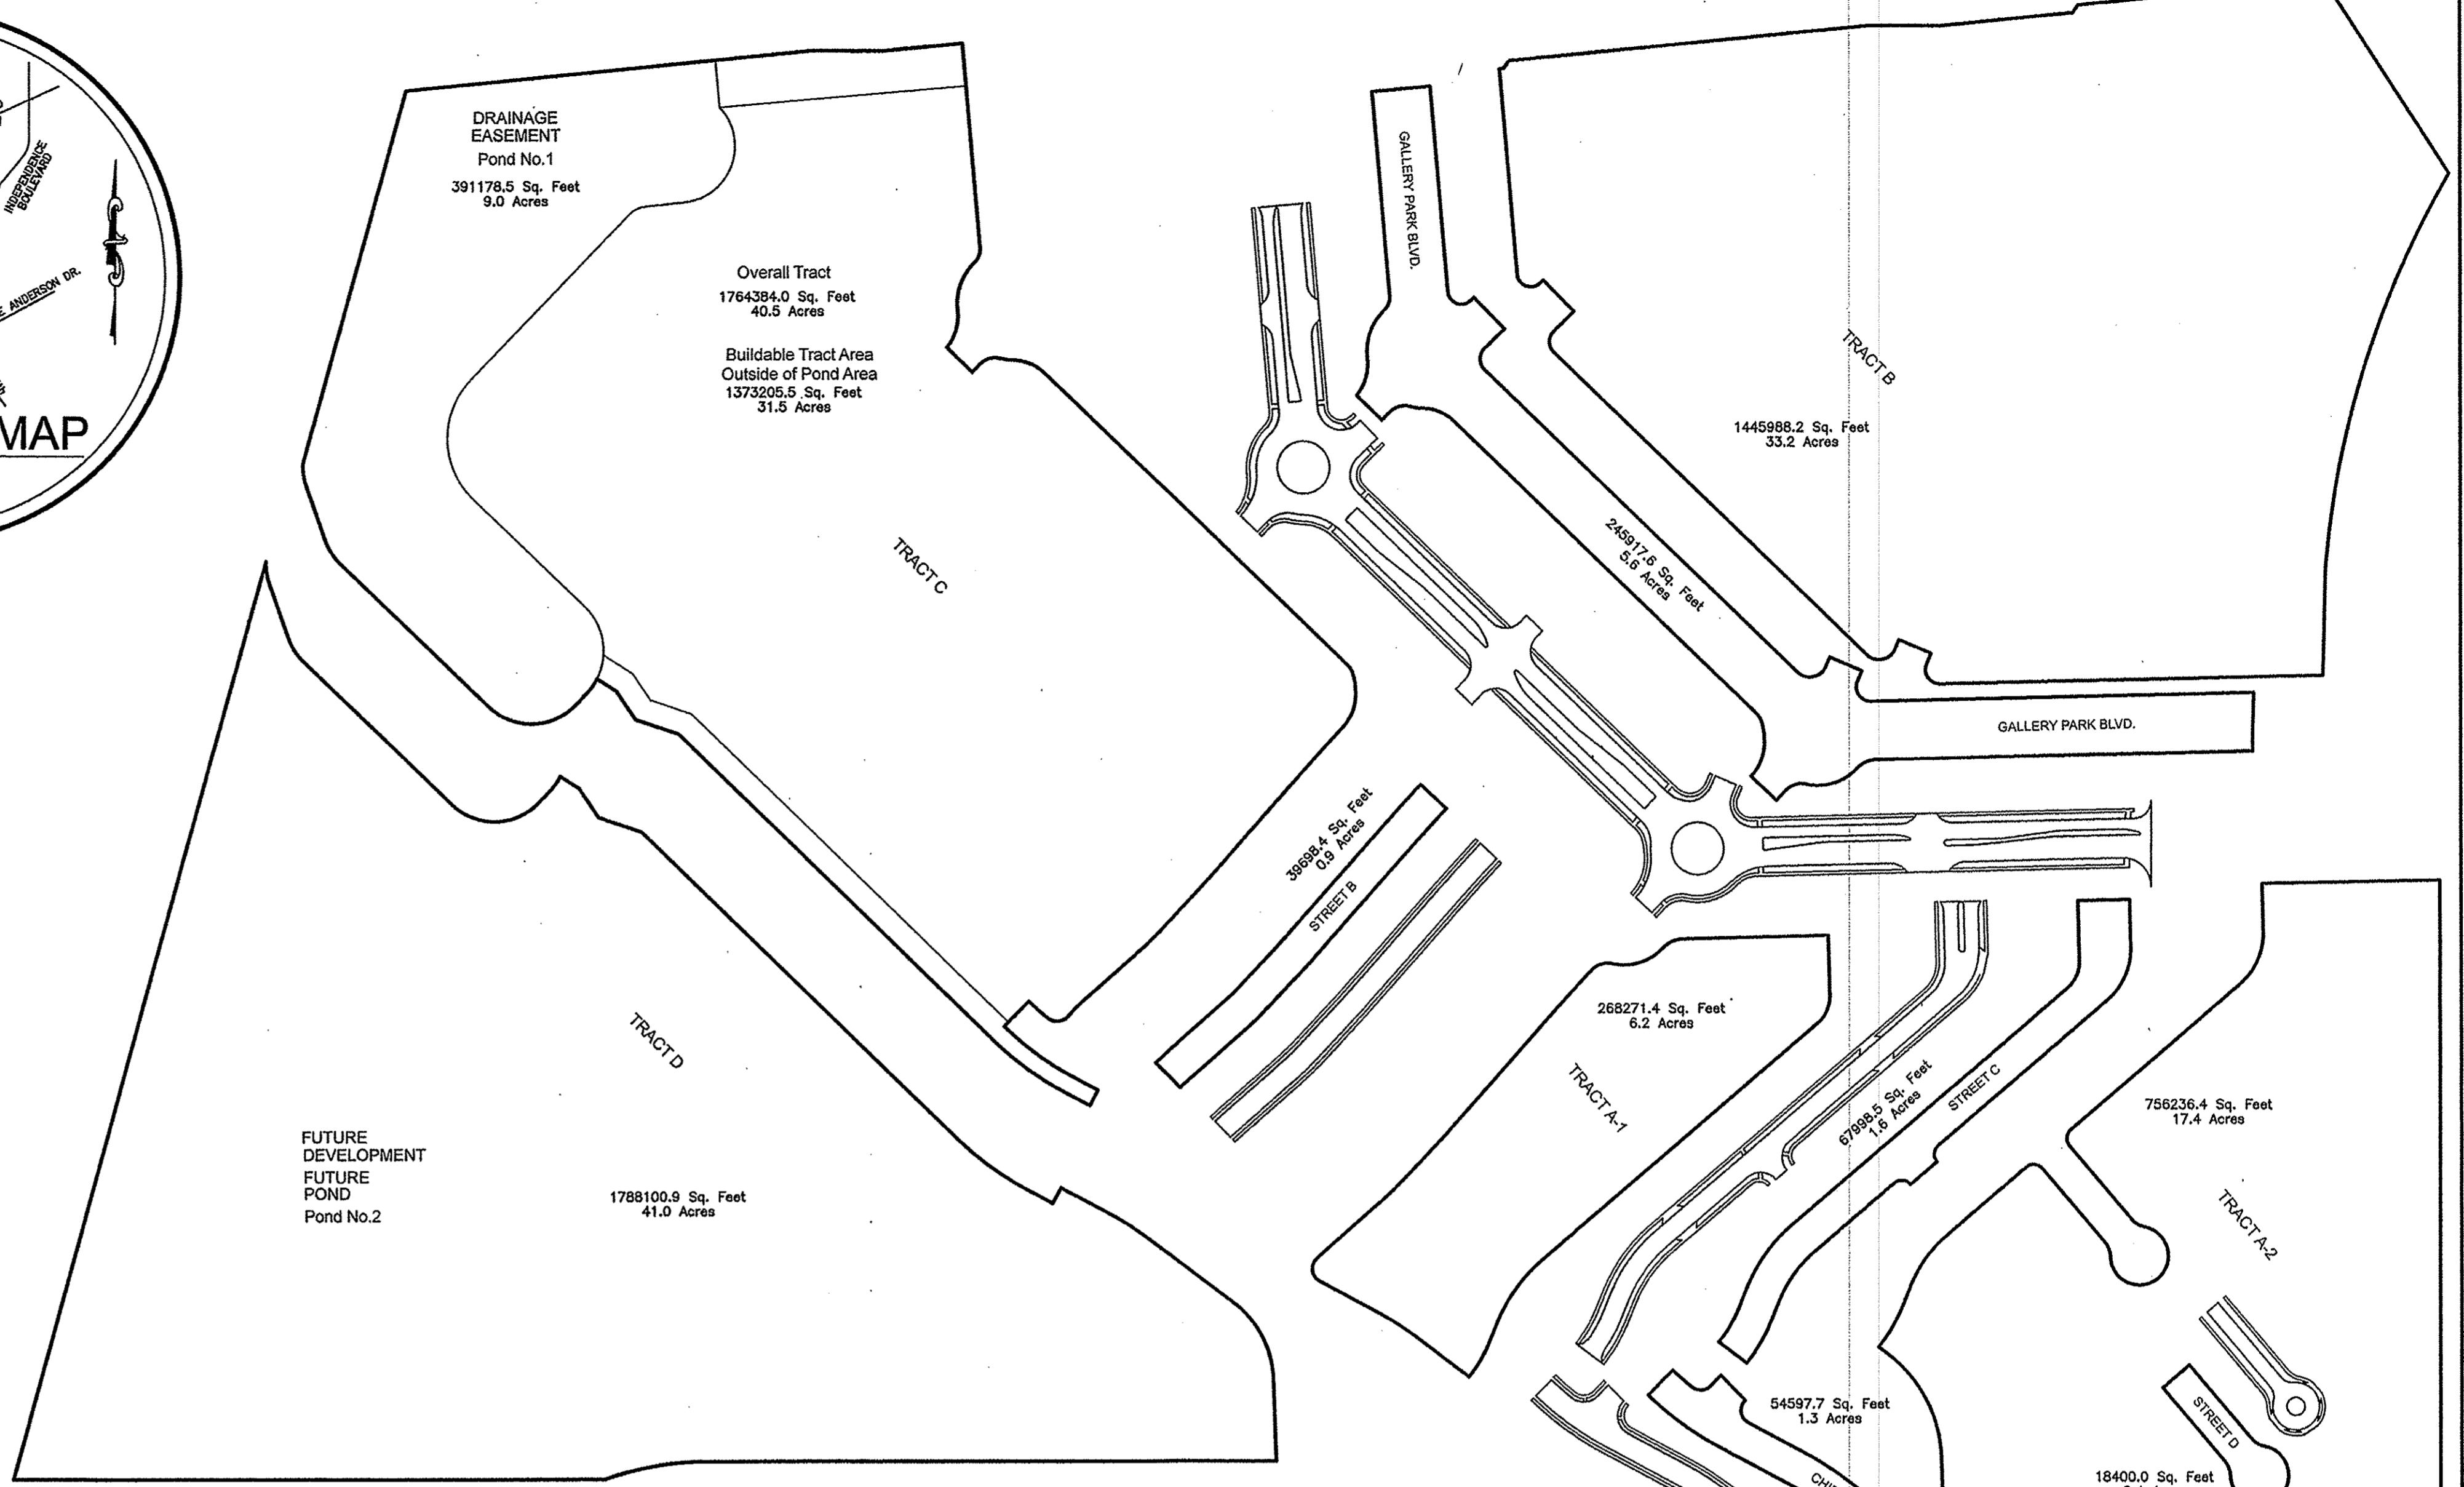 INDEPENDENCE
BOULEVARD
ANDERSON DR.
MAP
DRAINAGE
EASEMENT
Pond No.1
391178.5 Sq. Feet
9.0 Acres
Overall Tract
1764384.0 Sq. Feet
40.5 Acres
Buildable Tract Area
Outside of Pond Area
1373205.5 Sq. Feet
31.5 Acres
TRACT C
GALLERY PARK BLVD.
TRACT B
1445988.2 Sq. Feet
33.2 Acres
245917.6 Sq. Feet
5.6 Acres
GALLERY PARK BLVD.
39698.4 Sq. Feet
0.9 Acres
STREET B
TRACT D
FUTURE
DEVELOPMENT
FUTURE
POND
Pond No.2
1788100.9 Sq. Feet
41.0 Acres
268271.4 Sq. Feet
6.2 Acres
TRACT A-1
67998.5 Sq. Feet
1.6 Acres
STREET C
756236.4 Sq. Feet
17.4 Acres
TRACT A-2
54597.7 Sq. Feet
1.3 Acres
STREET D
18400.0 Sq. Feet